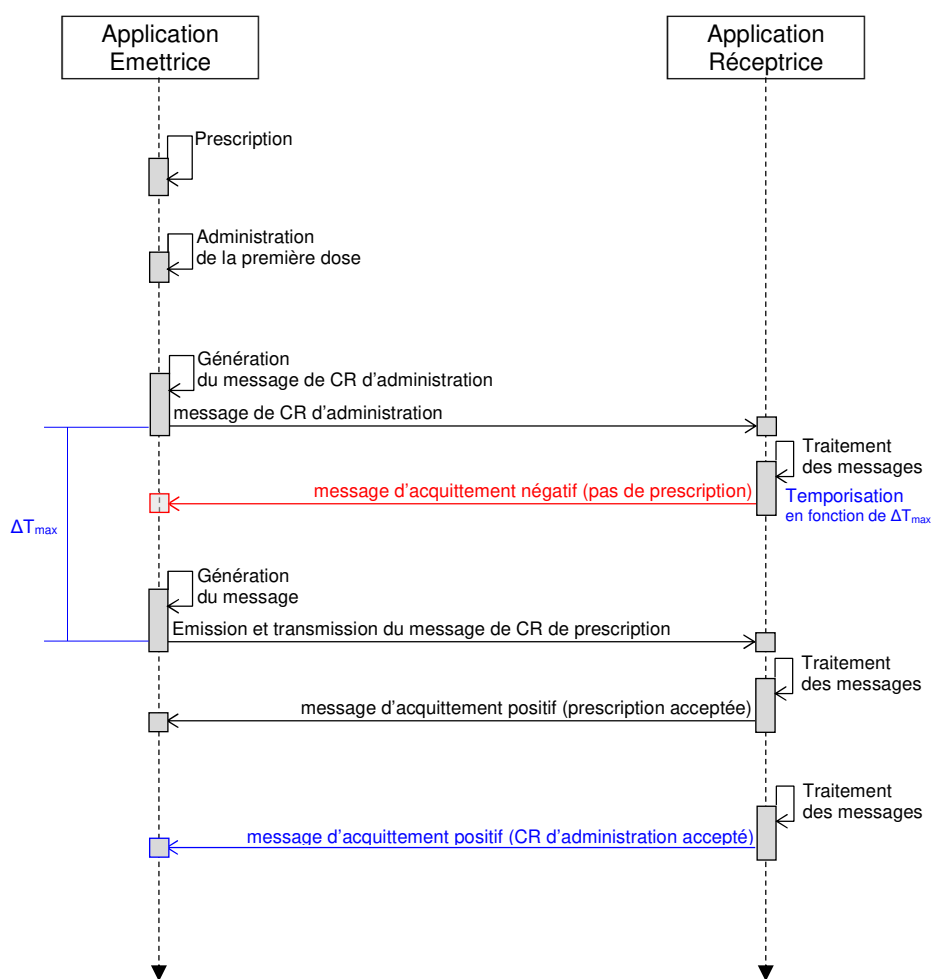 Application
Emettrice
Application
Réceptrice
Prescription
Administration
de la première dose
Génération
du message de CR d'administration
message de CR d'administration
Traitement
des messages
message d'acquittement négatif (pas de prescription)
Temporisation
en fonction de ΔTmax
ΔTmax
Génération
du message
Emission et transmission du message de CR de prescription
Traitement
des messages
message d'acquittement positif (prescription acceptée)
Traitement
des messages
message d'acquittement positif (CR d'administration accepté)